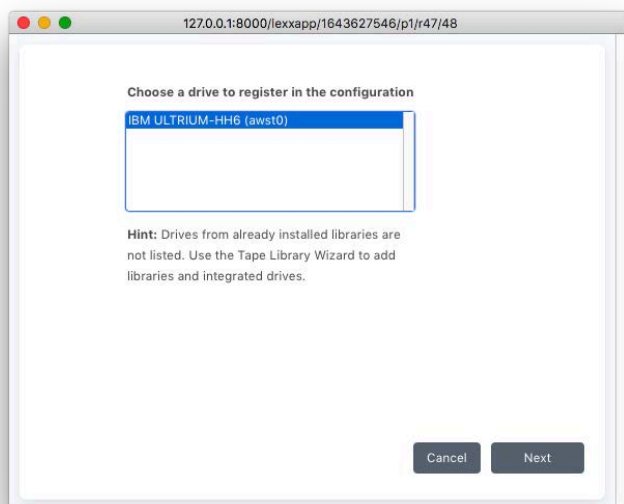 127.0.0.1:8000/lexxapp/1643627546/p1/r47/48
Choose a drive to register in the configuration
IBM ULTRIUM-HH6 (awst0)
Hint: Drives from already installed libraries are
not listed. Use the Tape Library Wizard to add
libraries and integrated drives.
Cancel
Next